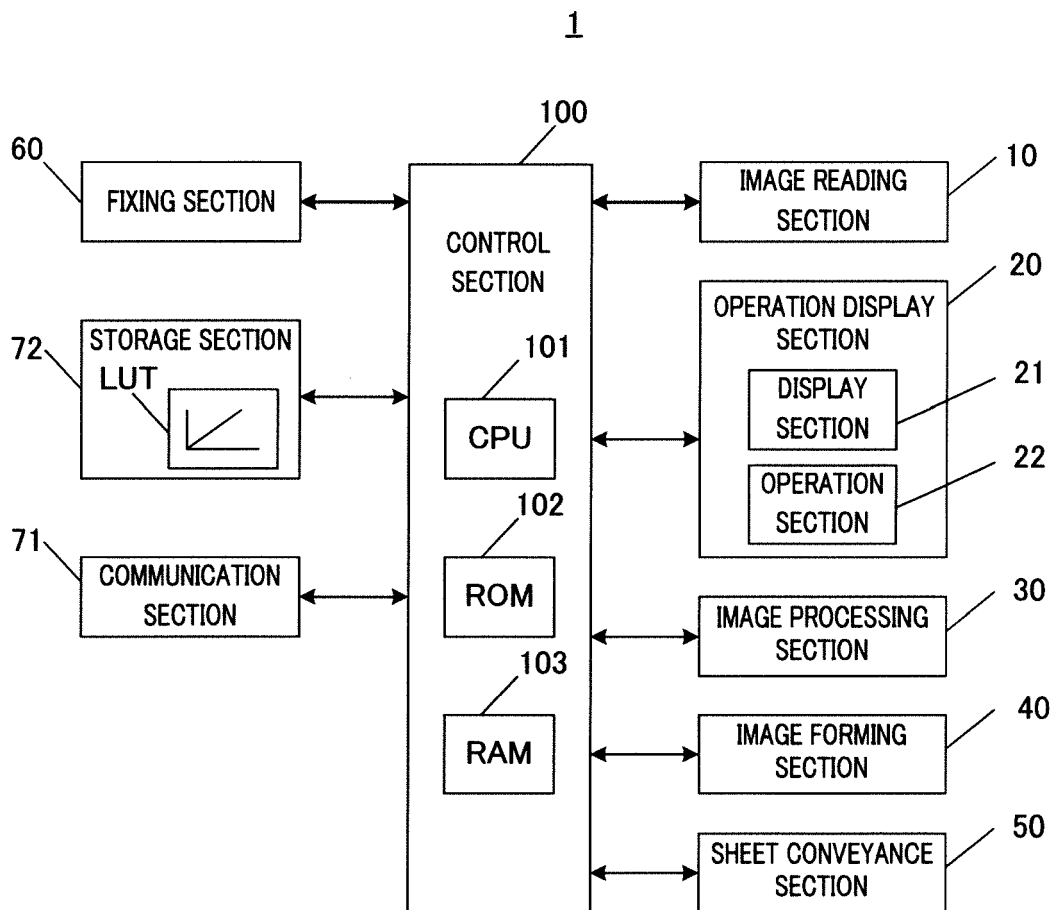 1
100
60
FIXING SECTION
10
IMAGE READING
SECTION
CONTROL
SECTION
20
OPERATION DISPLAY
SECTION
72
STORAGE SECTION
LUT
101
CPU
21
DISPLAY
SECTION
22
OPERATION
SECTION
71
COMMUNICATION
SECTION
102
ROM
30
IMAGE PROCESSING
SECTION
103
RAM
40
IMAGE FORMING
SECTION
50
SHEET CONVEYANCE
SECTION